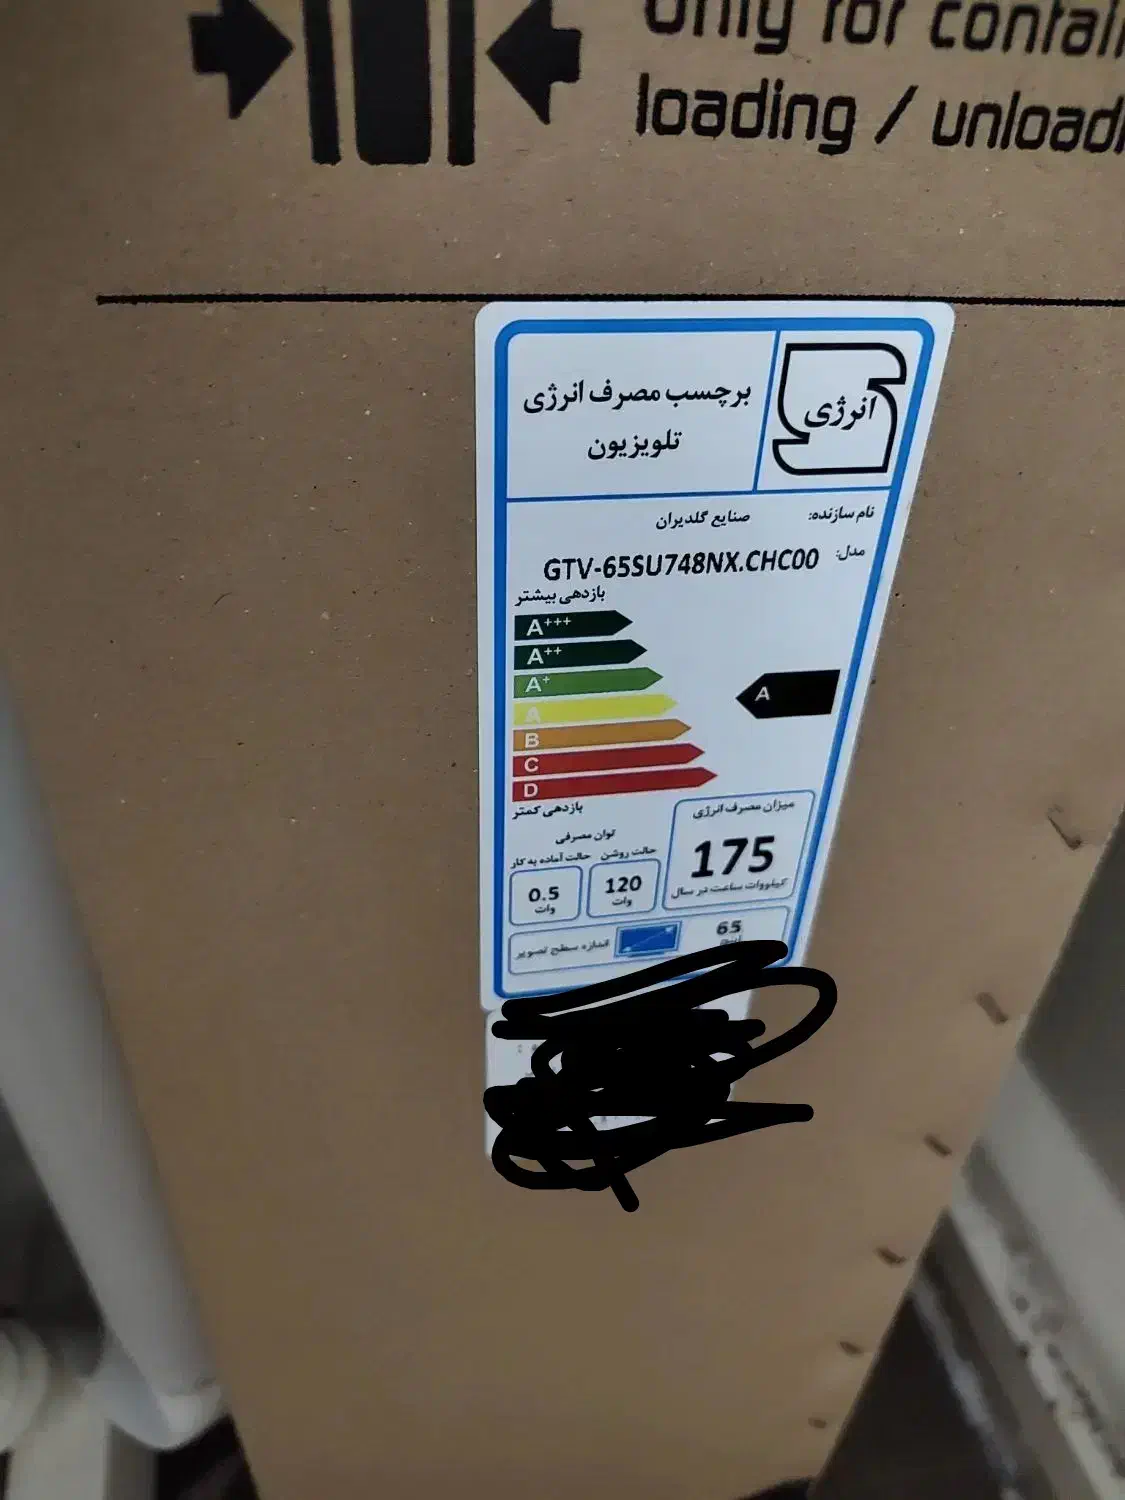 Only for contai
loading / unload
برچسب مصرف انرژی
تلویزیون
انرژی
نام سازنده: صنایع گلدیران
مدل: GTV-65SU748NX.CHC00
بازدهی بیشتر
A+++
A++
A+
A
A
B
C
D
بازدهی کمتر
میزان مصرف انرژی
175
کیلووات ساعت در سال
توان مصرفی
حالت روشن
120
وات
حالت آماده به کار
0.5
وات
اندازه سطح تصویر
65
اینچ